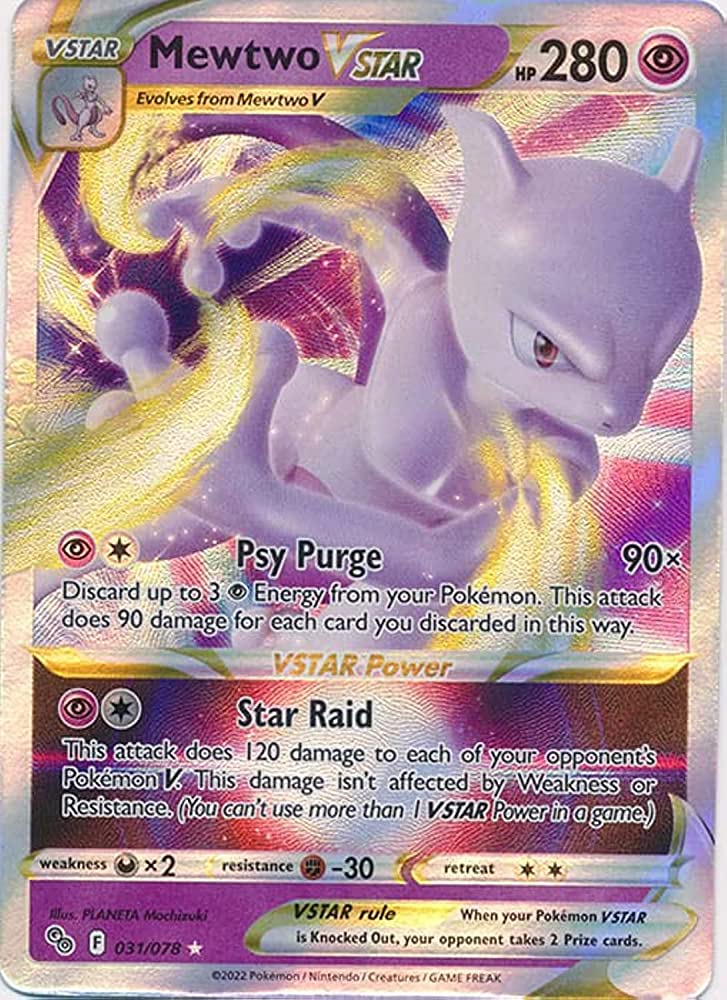 VSTAR
Mewtwo VSTAR
HP 280
Evolves from Mewtwo V
Psy Purge 90×
Discard up to 3 Energy from your Pokémon. This attack
does 90 damage for each card you discarded in this way.
VSTAR Power
Star Raid
This attack does 120 damage to each of your opponent's
Pokémon V. This damage isn't affected by Weakness or
Resistance. (You can't use more than 1 VSTAR Power in a game.)
weakness ×2 resistance -30 retreat
Illus. PLANETA Mochizuki
VSTAR rule When your Pokémon VSTAR
is Knocked Out, your opponent takes 2 Prize cards.
GO F 031/078
©2022 Pokémon / Nintendo / Creatures / GAME FREAK